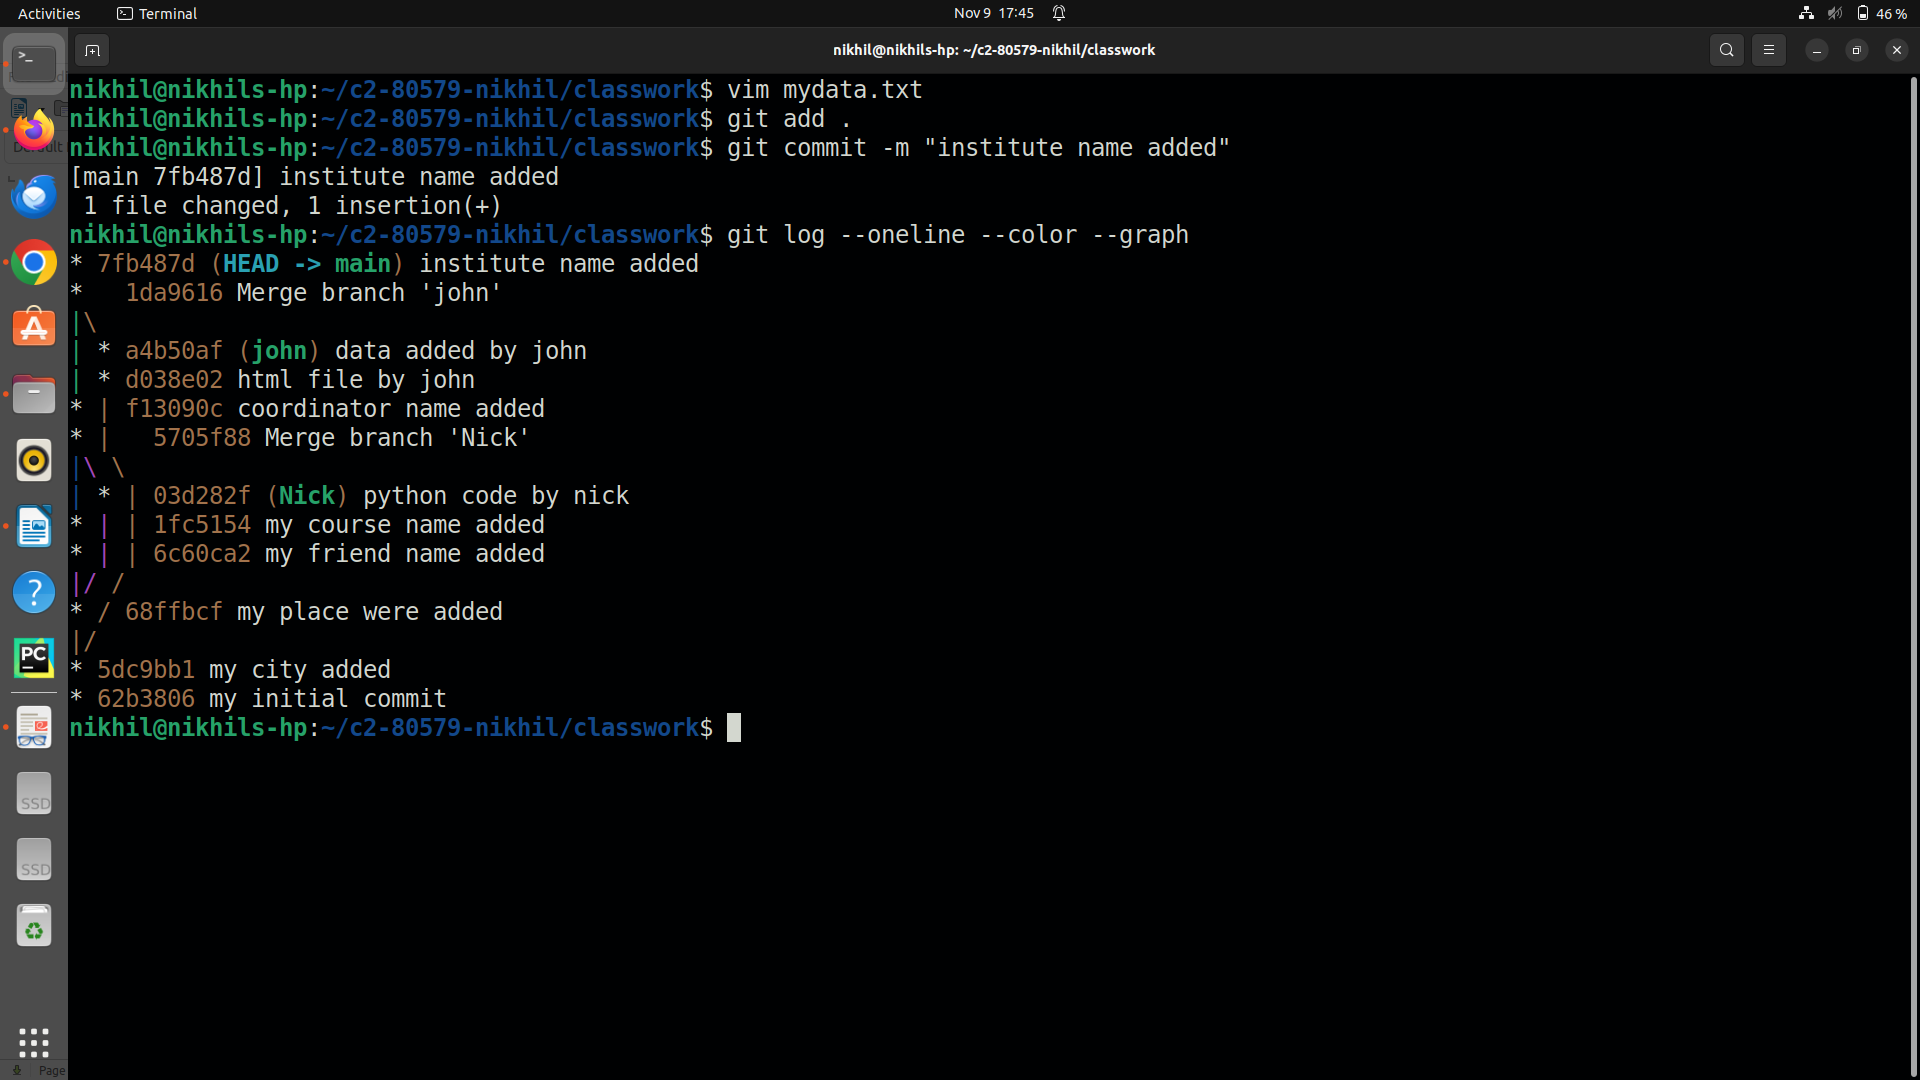 Activities Terminal Nov 9 17:45 46 %
nikhil@nikhils-hp: ~/c2-80579-nikhil/classwork
nikhil@nikhils-hp:~/c2-80579-nikhil/classwork$ vim mydata.txt
nikhil@nikhils-hp:~/c2-80579-nikhil/classwork$ git add .
nikhil@nikhils-hp:~/c2-80579-nikhil/classwork$ git commit -m "institute name added"
[main 7fb487d] institute name added
 1 file changed, 1 insertion(+)
nikhil@nikhils-hp:~/c2-80579-nikhil/classwork$ git log --oneline --color --graph
* 7fb487d (HEAD -> main) institute name added
*   1da9616 Merge branch 'john'
|\
| * a4b50af (john) data added by john
| * d038e02 html file by john
* | f13090c coordinator name added
* |   5705f88 Merge branch 'Nick'
|\ \
| * | 03d282f (Nick) python code by nick
* | | 1fc5154 my course name added
* | | 6c60ca2 my friend name added
|/ /
* / 68ffbcf my place were added
|/
* 5dc9bb1 my city added
* 62b3806 my initial commit
nikhil@nikhils-hp:~/c2-80579-nikhil/classwork$
PC
SSD
SSD
Page